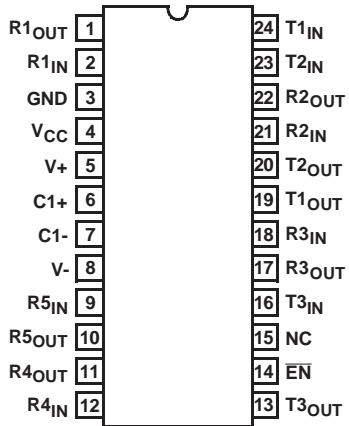 R1OUT 1 24 T1IN
R1IN 2 23 T2IN
GND 3 22 R2OUT
VCC 4 21 R2IN
V+ 5 20 T2OUT
C1+ 6 19 T1OUT
C1- 7 18 R3IN
V- 8 17 R3OUT
R5IN 9 16 T3IN
R5OUT 10 15 NC
R4OUT 11 14 E̅N̅
R4IN 12 13 T3OUT